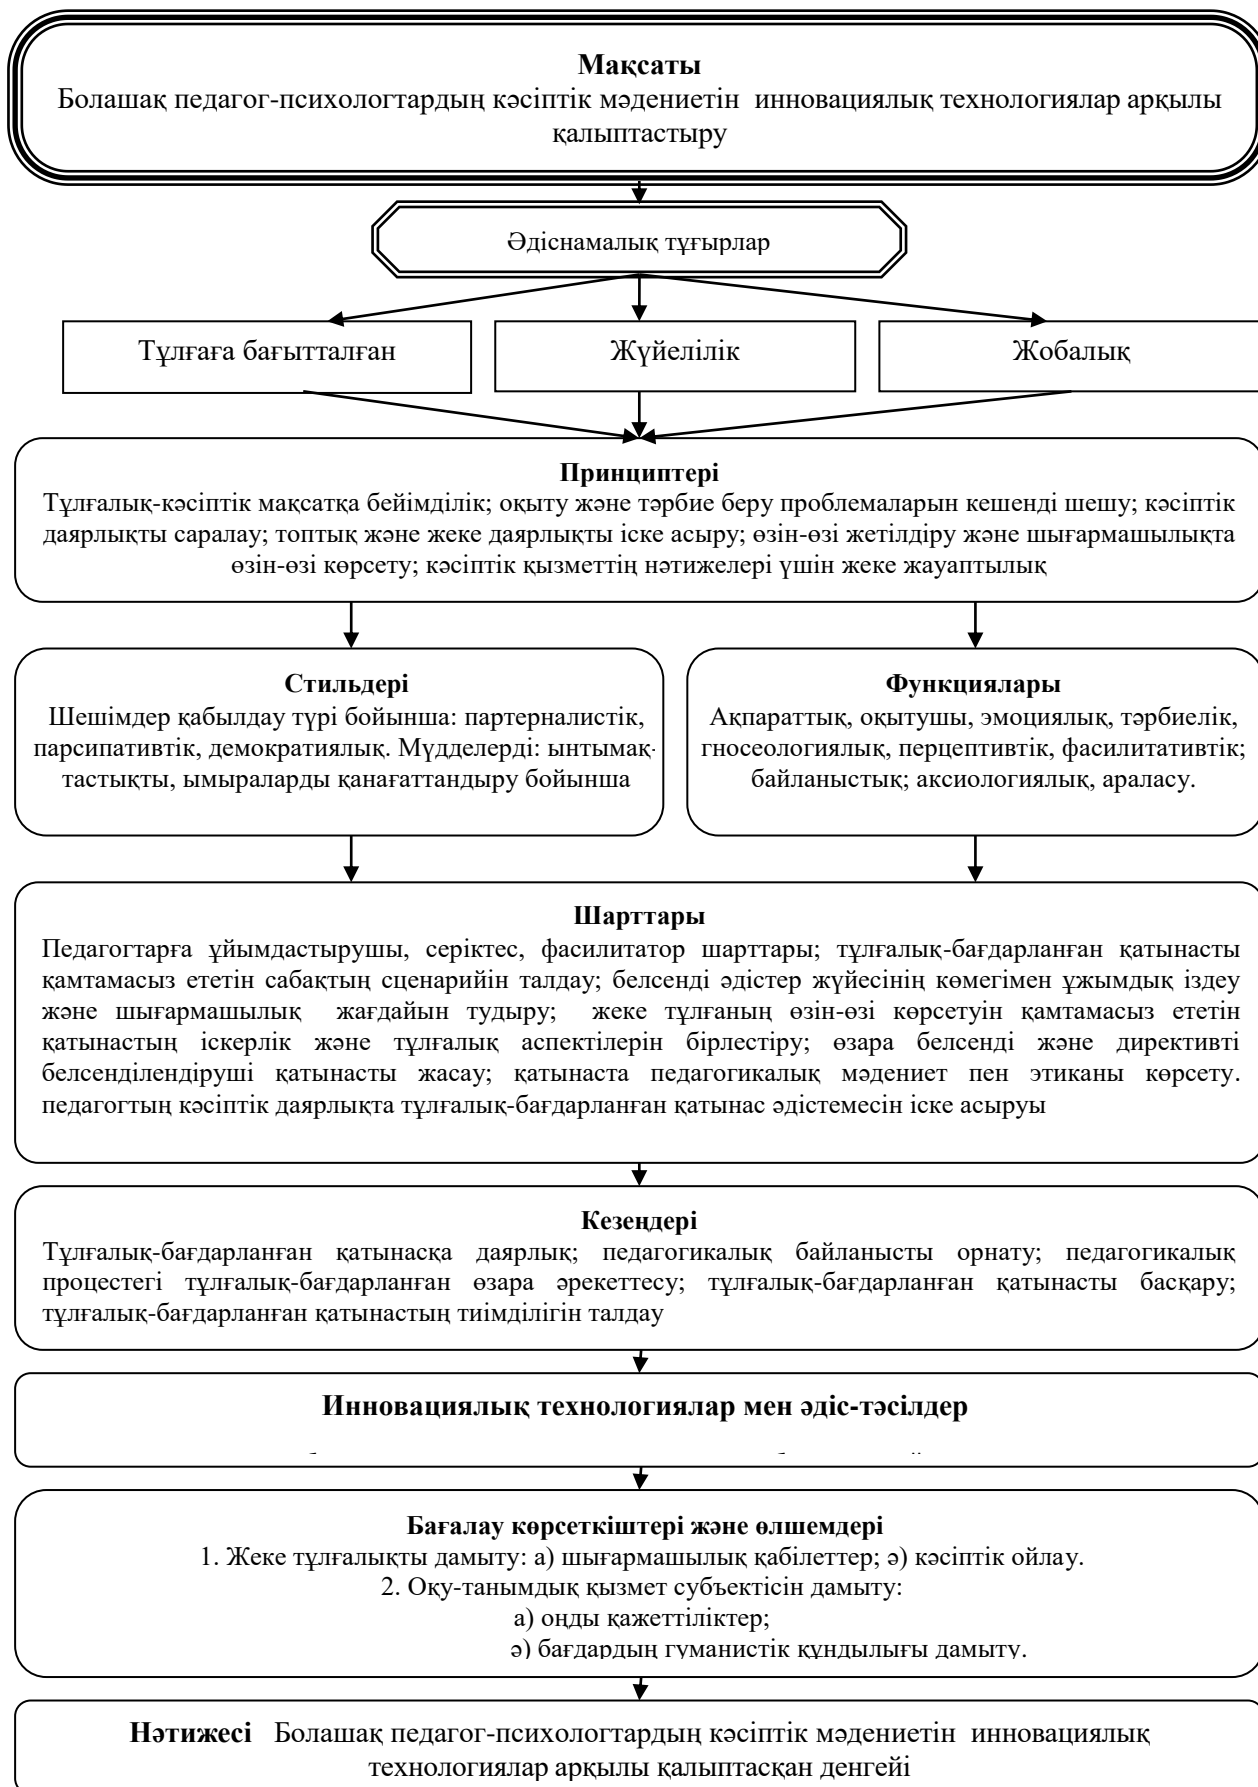 Мақсаты
Болашақ педагог-психологтардың кәсіптік мәдениетін инновациялық технологиялар арқылы
қалыптастыру
Әдіснамалық тұғырлар
Тұлғаға бағытталған
Жүйелілік
Жобалық
Принциптері
Тұлғалық-кәсіптік мақсатқа бейімділік; оқыту және тәрбие беру проблемаларын кешенді шешу; кәсіптік
даярлықты саралау; топтық және жеке даярлықты іске асыру; өзін-өзі жетілдіру және шығармашылықта
өзін-өзі көрсету; кәсіптік қызметтің нәтижелері үшін жеке жауаптылық
Стильдері
Шешімдер қабылдау түрі бойынша: партерналистік,
парсипативтік, демократиялық. Мүдделерді: ынтымақ-
тастықты, ымыраларды қанағаттандыру бойынша
Функциялары
Ақпараттық, оқытушы, эмоциялық, тәрбиелік,
гносеологиялық, перцептивтік, фасилитативтік;
байланыстық; аксиологиялық, араласу.
Шарттары
Педагогтарға ұйымдастырушы, серіктес, фасилитатор шарттары; тұлғалық-бағдарланған қатынасты
қамтамасыз ететін сабақтың сценарийін талдау; белсенді әдістер жүйесінің көмегімен ұжымдық іздеу
және шығармашылық жағдайын тудыру; жеке тұлғаның өзін-өзі көрсетуін қамтамасыз ететін
қатынастың іскерлік және тұлғалық аспектілерін бірлестіру; өзара белсенді және директивті
белсенділендіруші қатынасты жасау; қатынаста педагогикалық мәдениет пен этиканы көрсету.
педагогтың кәсіптік даярлықта тұлғалық-бағдарланған қатынас әдістемесін іске асыруы
Кезеңдері
Тұлғалық-бағдарланған қатынасқа даярлық; педагогикалық байланысты орнату; педагогикалық
процестегі тұлғалық-бағдарланған өзара әрекеттесу; тұлғалық-бағдарланған қатынасты басқару;
тұлғалық-бағдарланған қатынастың тиімділігін талдау
Инновациялық технологиялар мен әдіс-тәсілдер
Бағалау көрсеткіштері және өлшемдері
1. Жеке тұлғалықты дамыту: а) шығармашылық қабілеттер; ә) кәсіптік ойлау.
2. Оқу-танымдық қызмет субъектісін дамыту:
а) оңды қажеттіліктер;
ә) бағдардың гуманистік құндылығы дамыту.
Нәтижесі Болашақ педагог-психологтардың кәсіптік мәдениетін инновациялық
технологиялар арқылы қалыптасқан денгейі